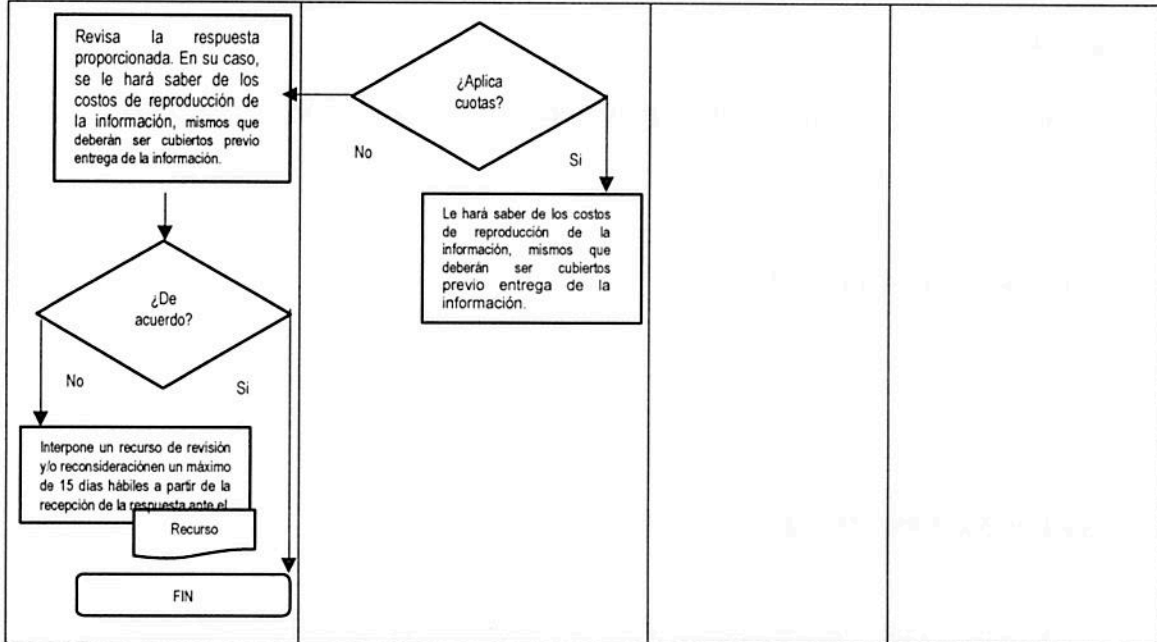 Revisa la respuesta
proporcionada. En su caso,
se le hará saber de los
costos de reproducción de
la información, mismos que
deberán ser cubiertos previo
entrega de la información.
¿Aplica
cuotas?
No
Si
Le hará saber de los costos
de reproducción de la
información, mismos que
deberán ser cubiertos
previo entrega de la
información.
¿De
acuerdo?
No
Si
Interpone un recurso de revisión
y/o reconsideraciónen un máximo
de 15 días hábiles a partir de la
recepción de la respuesta ante el
Recurso
FIN